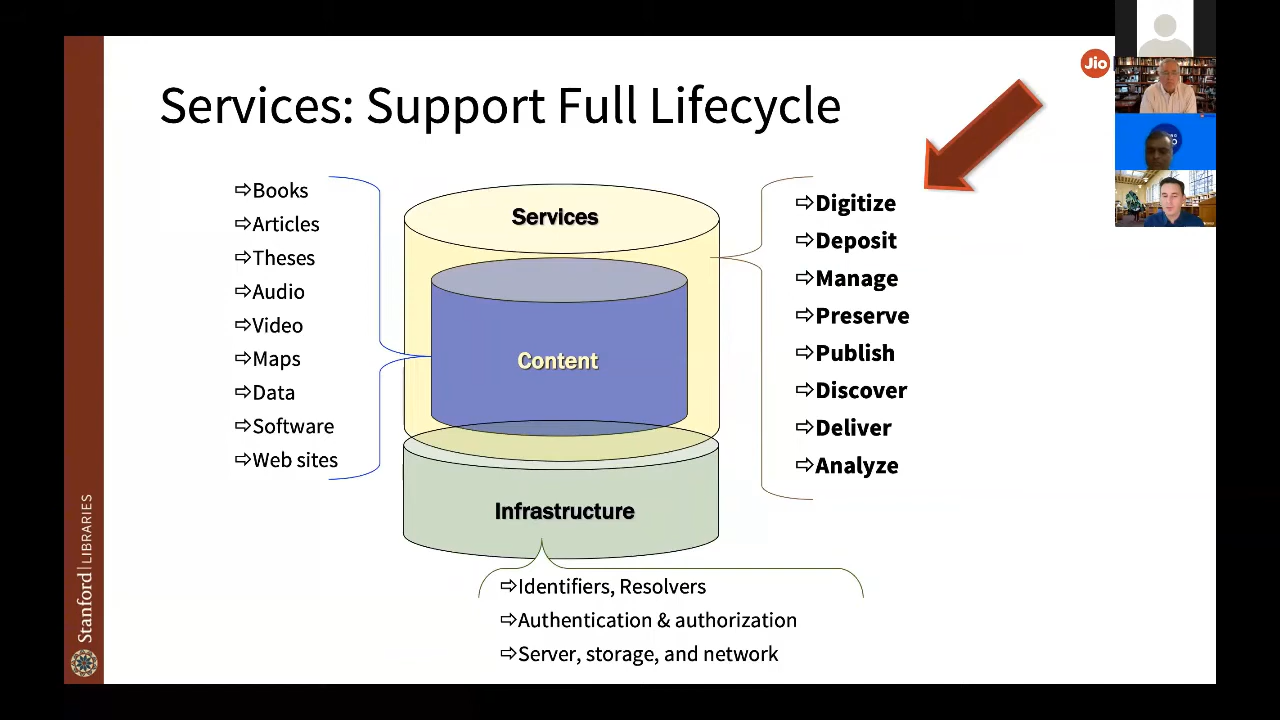 Jio
Services: Support Full Lifecycle
⇨Books
⇨Articles
⇨Theses
⇨Audio
⇨Video
⇨Maps
⇨Data
⇨Software
⇨Web sites
Services
Content
Infrastructure
⇨Digitize
⇨Deposit
⇨Manage
⇨Preserve
⇨Publish
⇨Discover
⇨Deliver
⇨Analyze
⇨Identifiers, Resolvers
⇨Authentication & authorization
⇨Server, storage, and network
Stanford | LIBRARIES